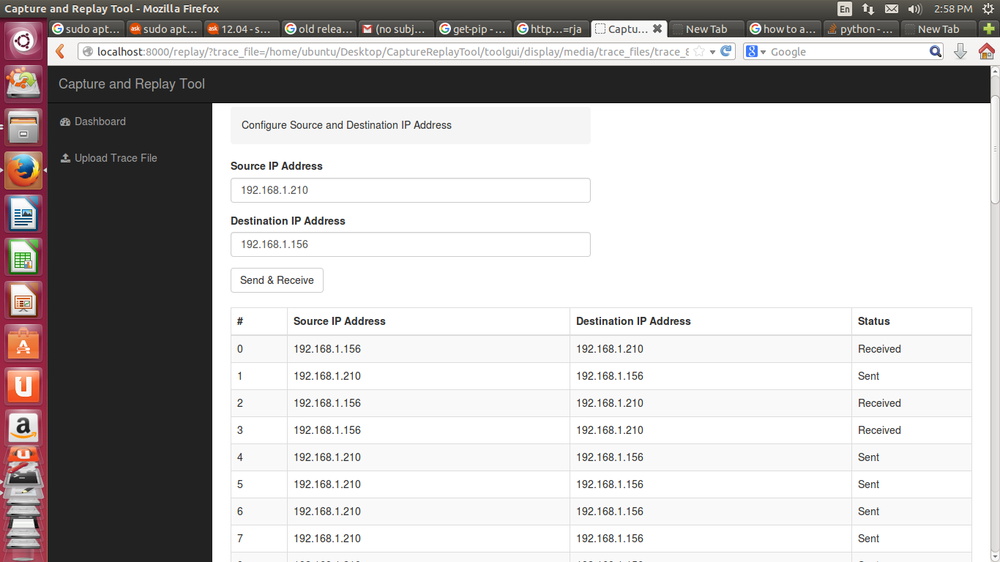 Capture and Replay Tool - Mozilla Firefox
En
2:58 PM
sudo apt...
sudo apt...
12.04 - s...
old relea...
(no subj...
get-pip - ...
http...=rja
Captu...
New Tab
how to a...
python - ...
New Tab
localhost:8000/replay/?trace_file=/home/ubuntu/Desktop/CaptureReplayTool/toolgui/display/media/trace_files/trace_8
Google
Capture and Replay Tool
Dashboard
Upload Trace File
Configure Source and Destination IP Address
Source IP Address
192.168.1.210
Destination IP Address
192.168.1.156
Send & Receive
# Source IP Address Destination IP Address Status
0 192.168.1.156 192.168.1.210 Received
1 192.168.1.210 192.168.1.156 Sent
2 192.168.1.156 192.168.1.210 Received
3 192.168.1.156 192.168.1.210 Received
4 192.168.1.210 192.168.1.156 Sent
5 192.168.1.210 192.168.1.156 Sent
6 192.168.1.210 192.168.1.156 Sent
7 192.168.1.210 192.168.1.156 Sent